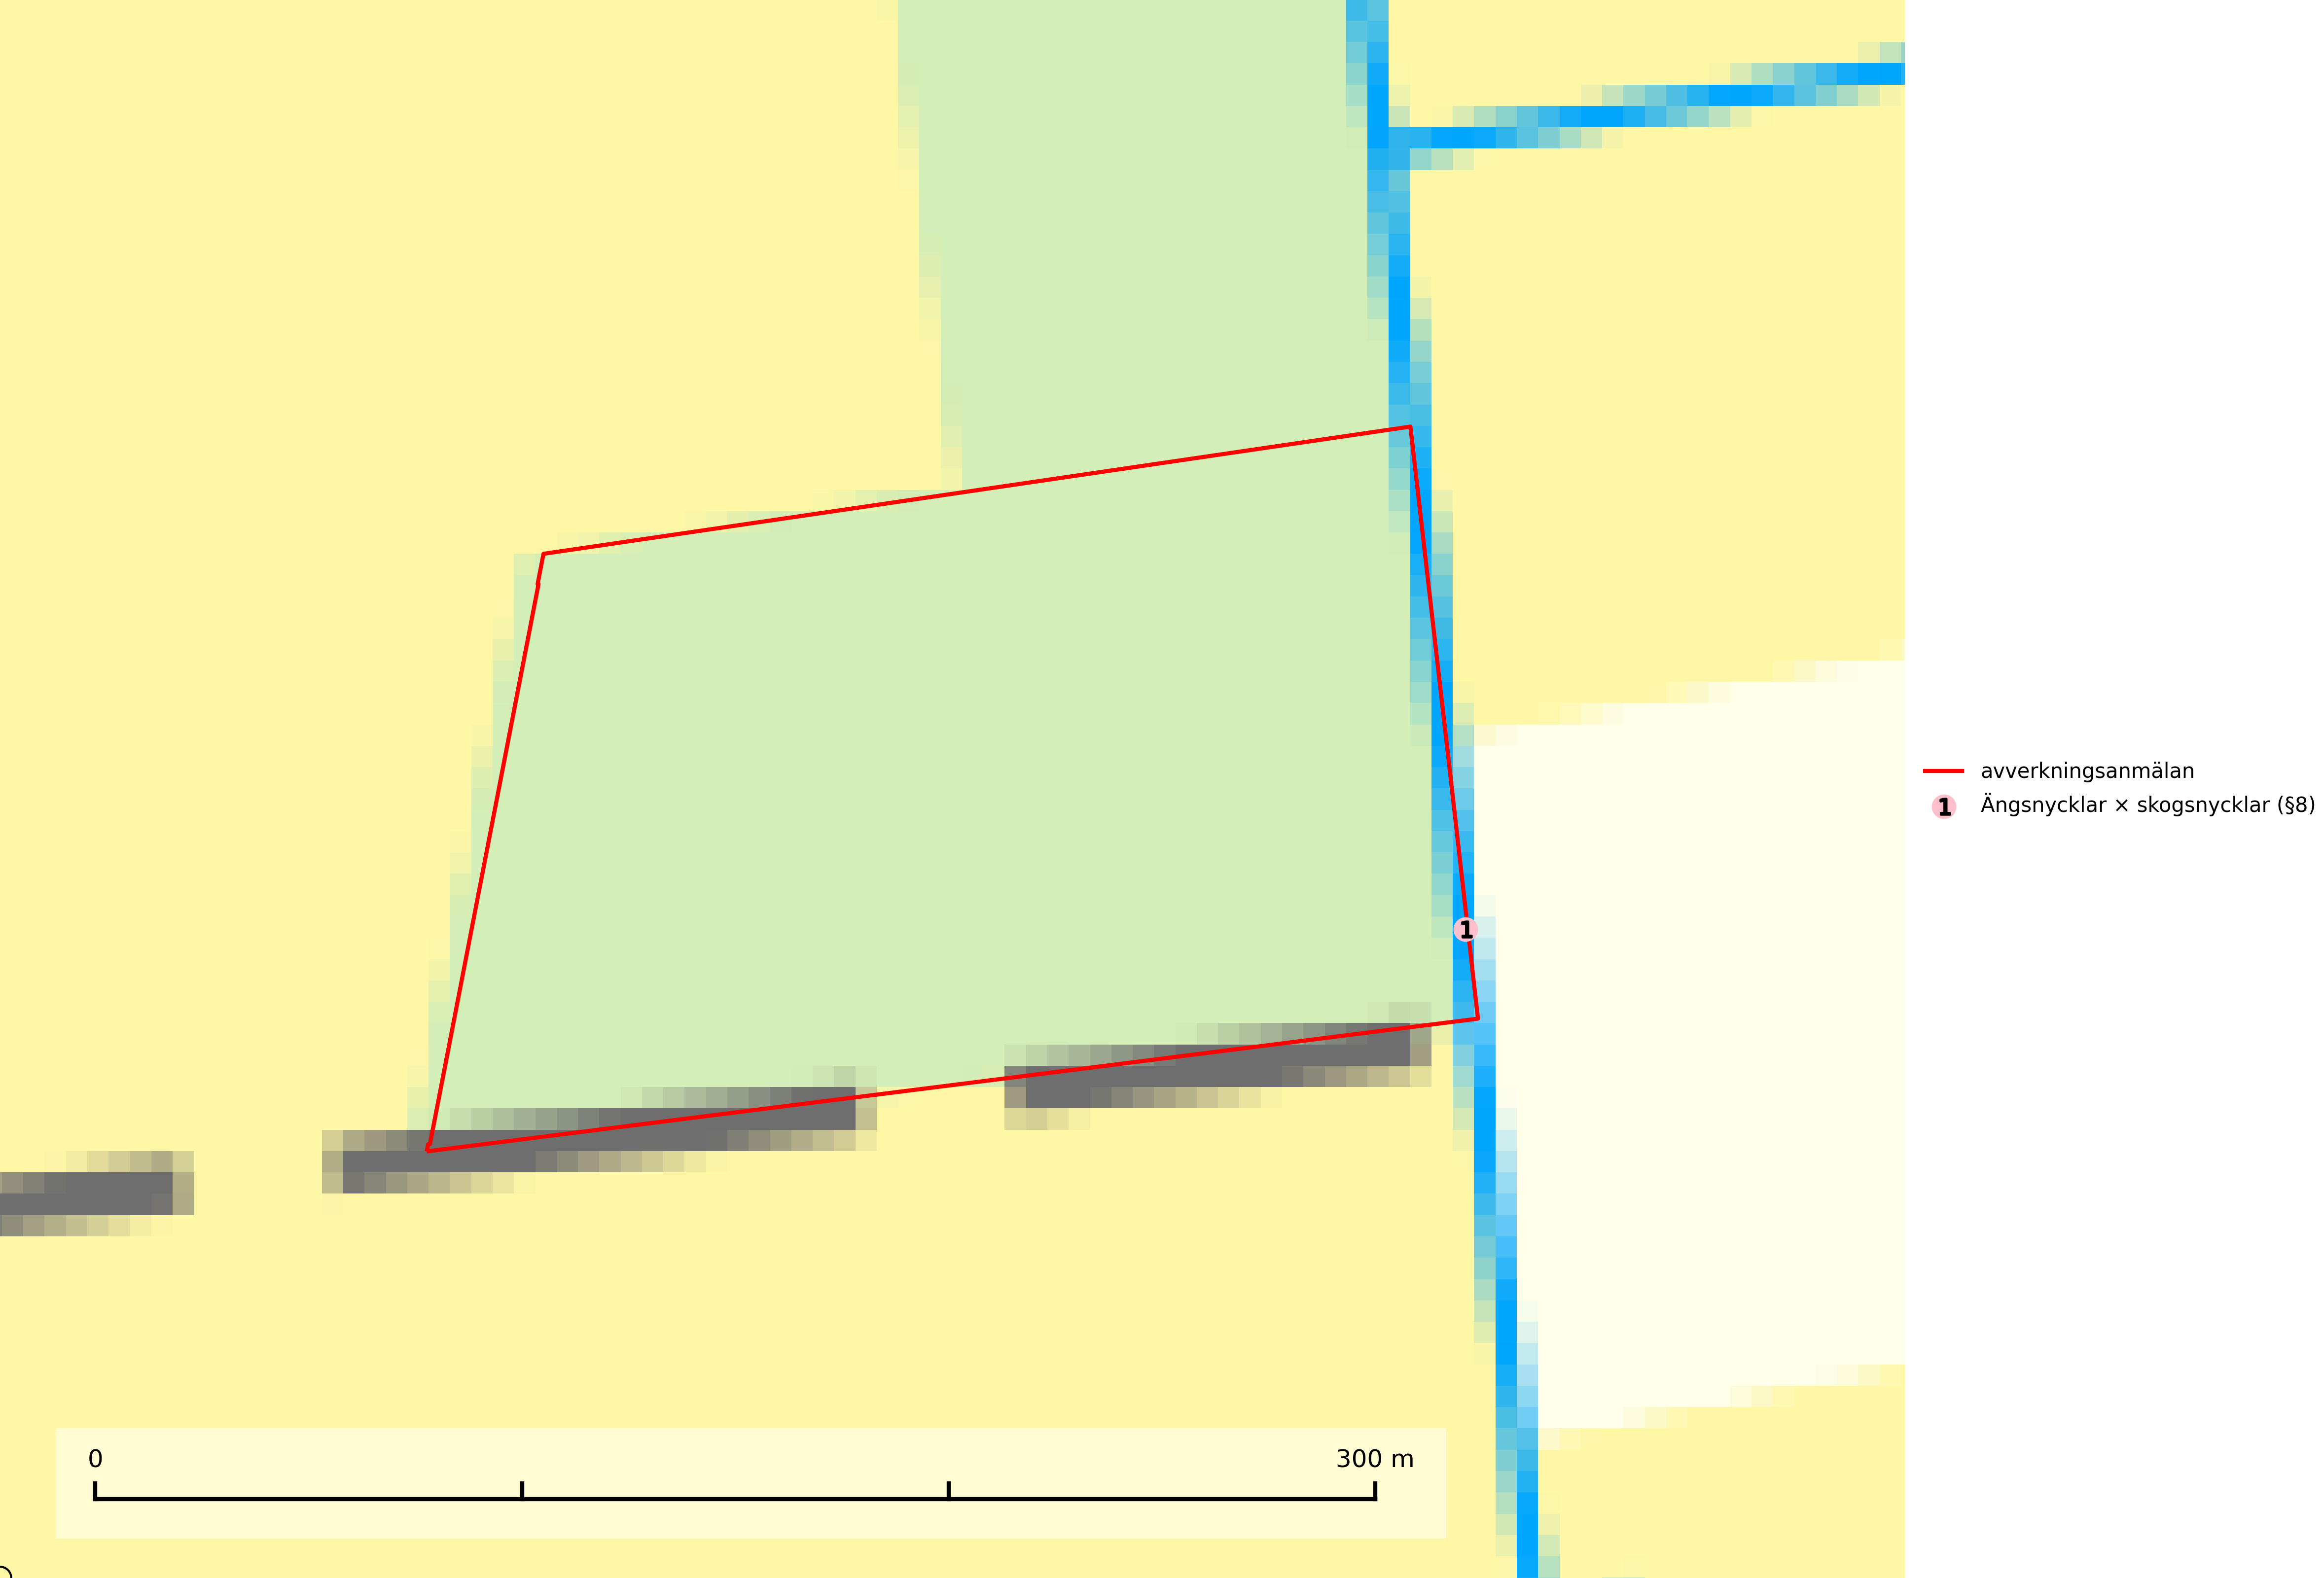 1
avverkningsanmälan
1 Ängsnycklar × skogsnycklar (§8)
0 300 m